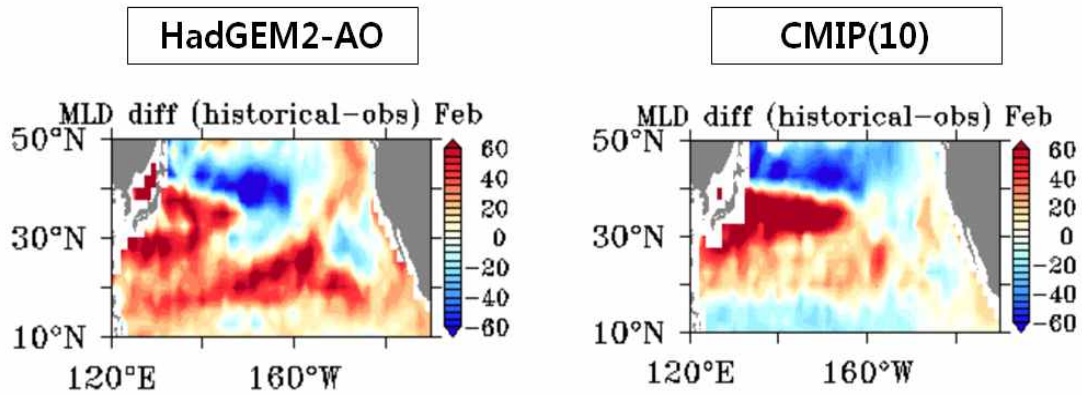 HadGEM2-AO
CMIP(10)
MLD diff (historical-obs) Feb
50°N
30°N
10°N
120°E
160°W
60
40
20
0
-20
-40
-60
MLD diff (historical-obs) Feb
50°N
30°N
10°N
120°E
160°W
60
40
20
0
-20
-40
-60